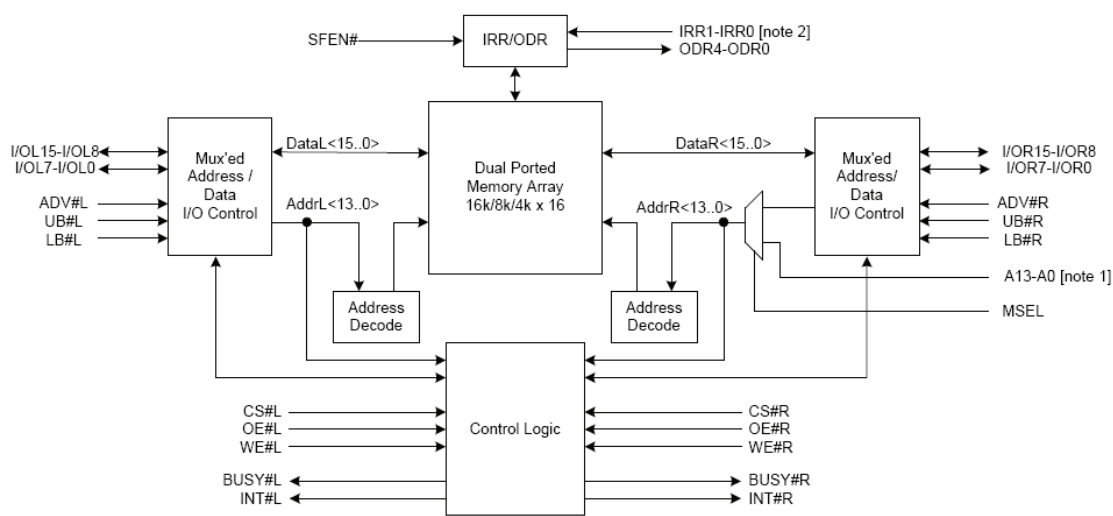 IRR1-IRR0 [note 2]
SFEN#
IRR/ODR
ODR4-ODR0
I/OL15-I/OL8
I/OL7-I/OL0
ADV#L
UB#L
LB#L
Mux'ed
Address /
Data
I/O Control
DataL<15..0>
AddrL<13..0>
Dual Ported
Memory Array
16k/8k/4k x 16
DataR<15..0>
AddrR<13..0>
Mux'ed
Address/
Data
I/O Control
I/OR15-I/OR8
I/OR7-I/OR0
ADV#R
UB#R
LB#R
A13-A0 [note 1]
MSEL
Address
Decode
Address
Decode
Control Logic
CS#L
OE#L
WE#L
BUSY#L
INT#L
CS#R
OE#R
WE#R
BUSY#R
INT#R